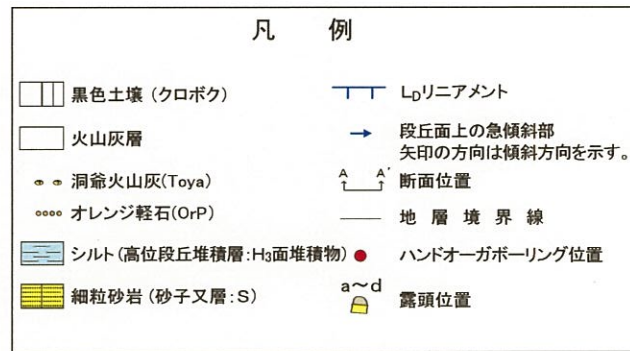 凡 例
黒色土壌（クロボク）
火山灰層
洞爺火山灰(Toya)
オレンジ軽石(OrP)
シルト(高位段丘堆積層:H₃面堆積物)
細粒砂岩(砂子又層:S)
L_Dリニアメント
段丘面上の急傾斜部
矢印の方向は傾斜方向を示す。
A A' 断面位置
地 層 境 界 線
ハンドオーガボーリング位置
a～d
露頭位置